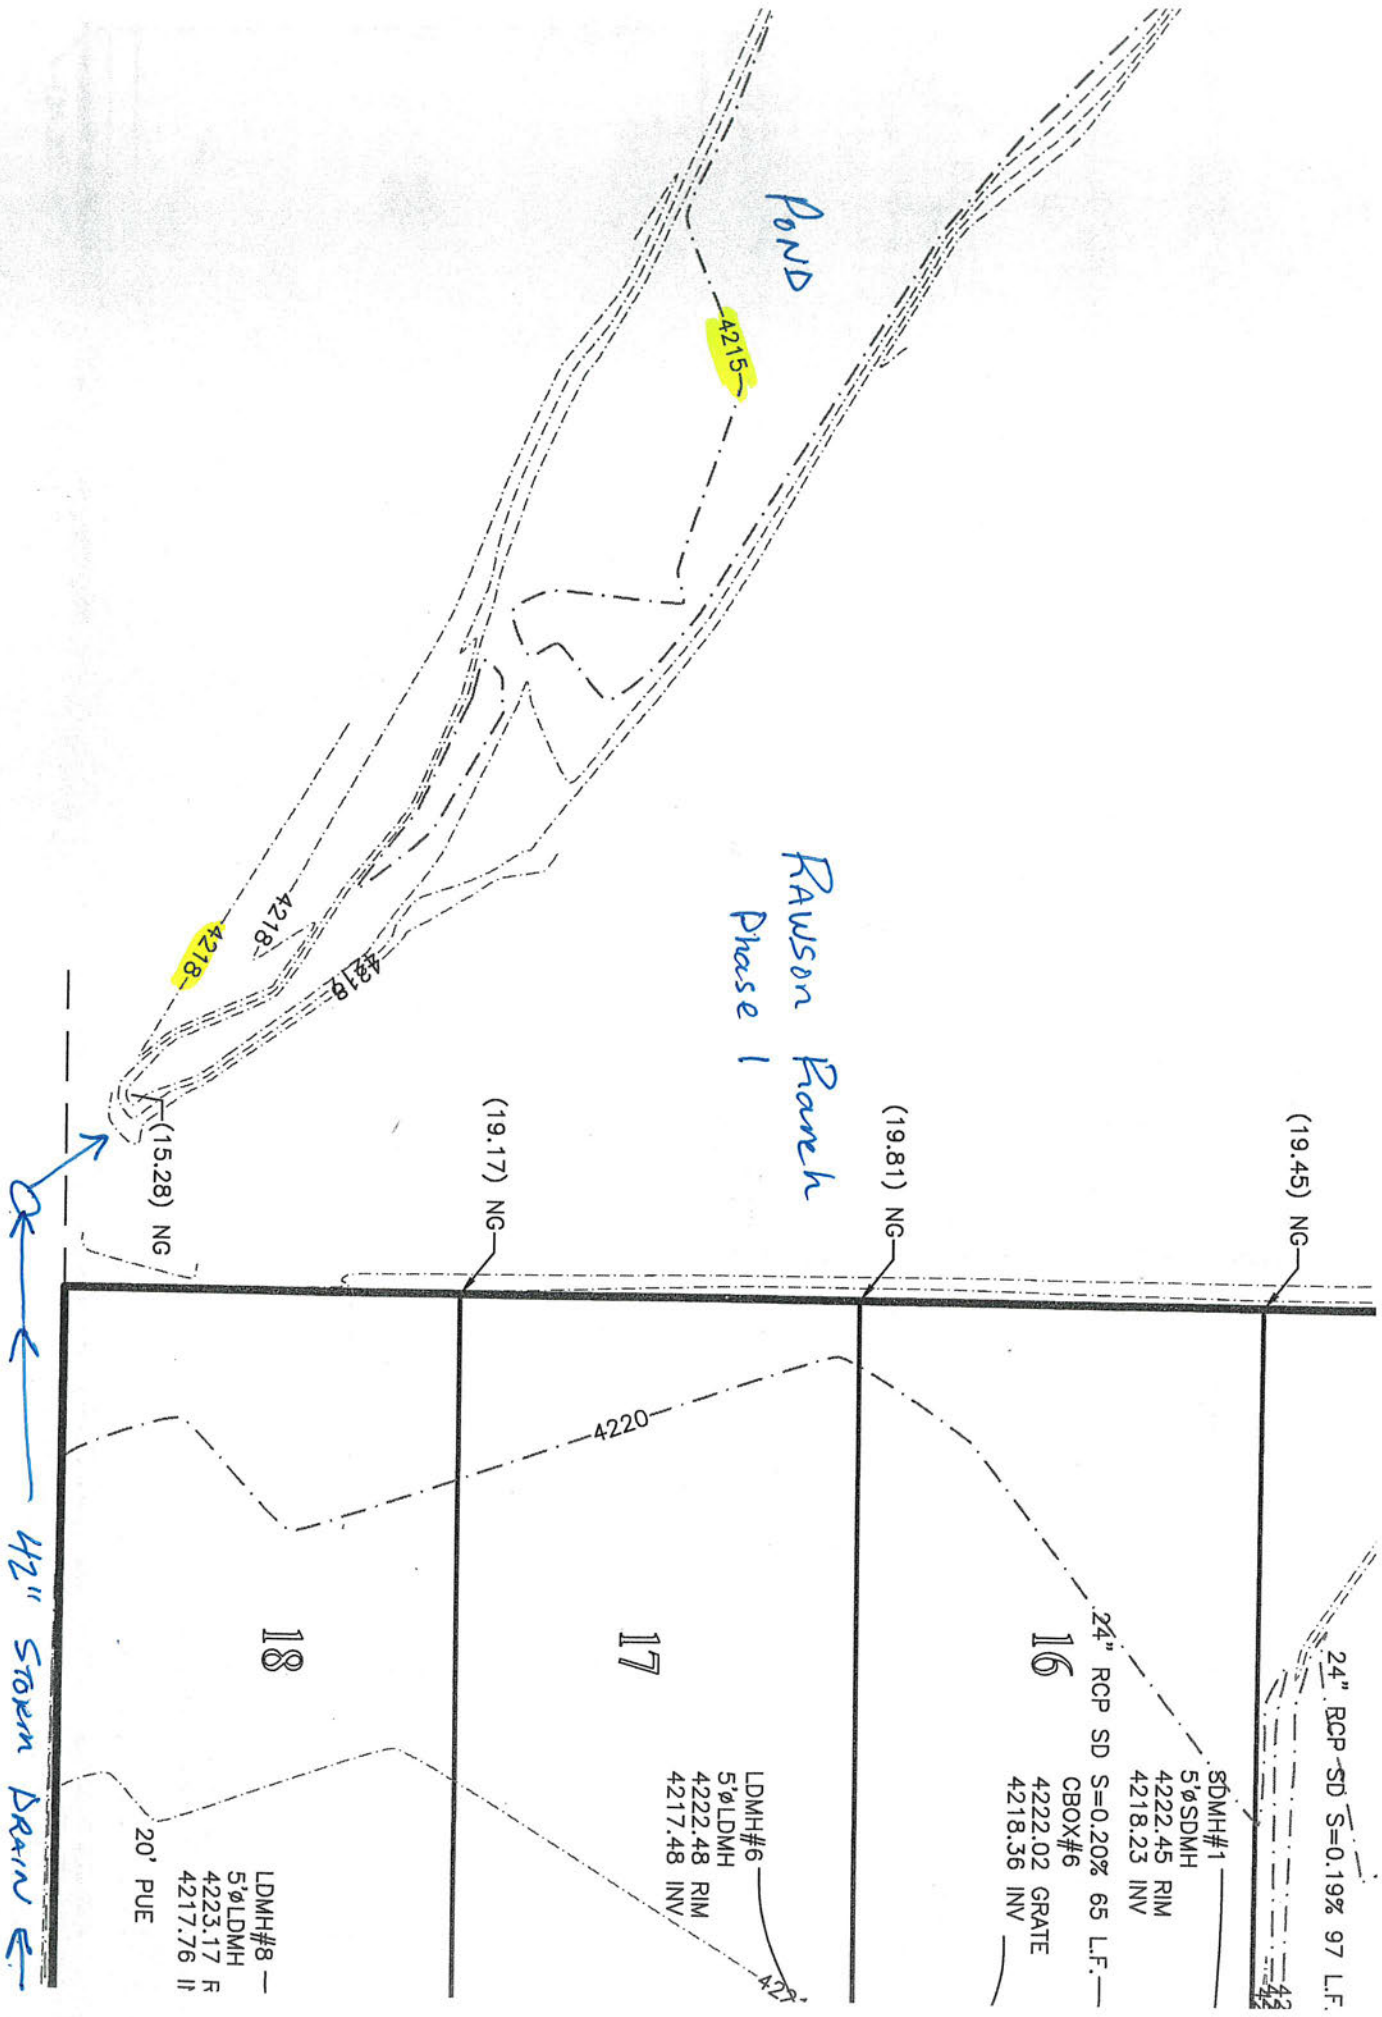 POND
4215
RAWSON Ranch
Phase 1
(19.45) NG
(19.81) NG
(19.17) NG
(15.28) NG
4218
4218
4218
4220
24" RCP SD S=0.19% 97 L.F.
SDMH#1
5'øSDMH
4222.45 RIM
4218.23 INV
24" RCP SD S=0.20% 65 L.F.
CBOX#6
4222.02 GRATE
4218.36 INV
16
17
18
LDMH#6
5'øLDMH
4222.48 RIM
4217.48 INV
LDMH#8
5'øLDMH
4223.17
4217.76
20' PUE
42" STORM DRAIN